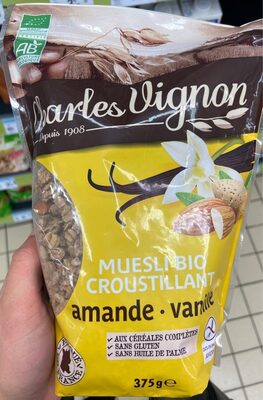 AB
Charles Vignon
Depuis 1908
MUESLI BIO
CROUSTILLANT
amande • vanille
✓ AUX CÉRÉALES COMPLÈTES
✓ SANS GLUTEN
✓ SANS HUILE DE PALME
FRANCE
375g e